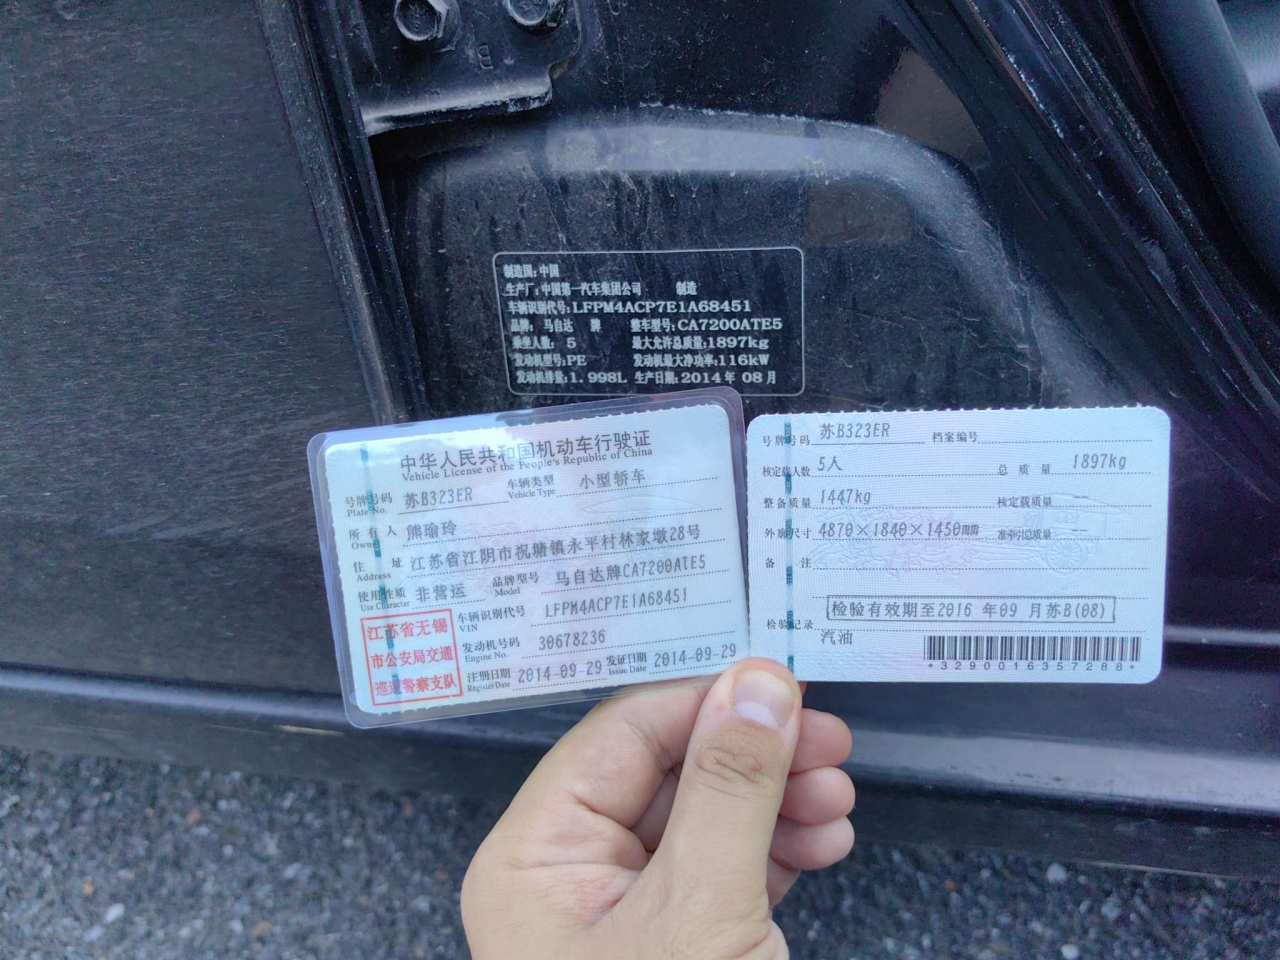 B
制造国:中国
生产厂:中国第一汽车集团公司 制造
车辆识别代号:LFPM4ACP7E1A68451
品牌: 马自达 牌 整车型号:CA7200ATE5
乘坐人数: 5 最大允许总质量:1897kg
发动机型号:PE 发动机最大净功率:116kW
发动机排量:1.998L 生产日期:2014年 08月
中华人民共和国机动车行驶证
Vehicle License of the People's Republic of China
号牌号码 苏B323ER 车辆类型 小型轿车
Plate No. Vehicle Type
所有人 熊瑜玲
Owner
住址 江苏省江阴市祝塘镇永平村林家墩28号
Address
使用性质 非营运 品牌型号 马自达牌CA7200ATE5
Use Character Model
江苏省无锡
市公安局交通
巡逻警察支队
车辆识别代号 LFPM4ACP7E1A68451
VIN
发动机号码 30678236
Engine No.
注册日期 2014-09-29 发证日期 2014-09-29
Register Date Issue Date
号牌号码 苏B323ER 档案编号
核定载人数 5人 总质量 1897kg
整备质量 1447kg 核定载质量 --
外廓尺寸 4870×1840×1450mm 准牵引总质量 --
备注
检验有效期至2016 年09 月苏B(08)
检验记录
汽油
*3290016357288*